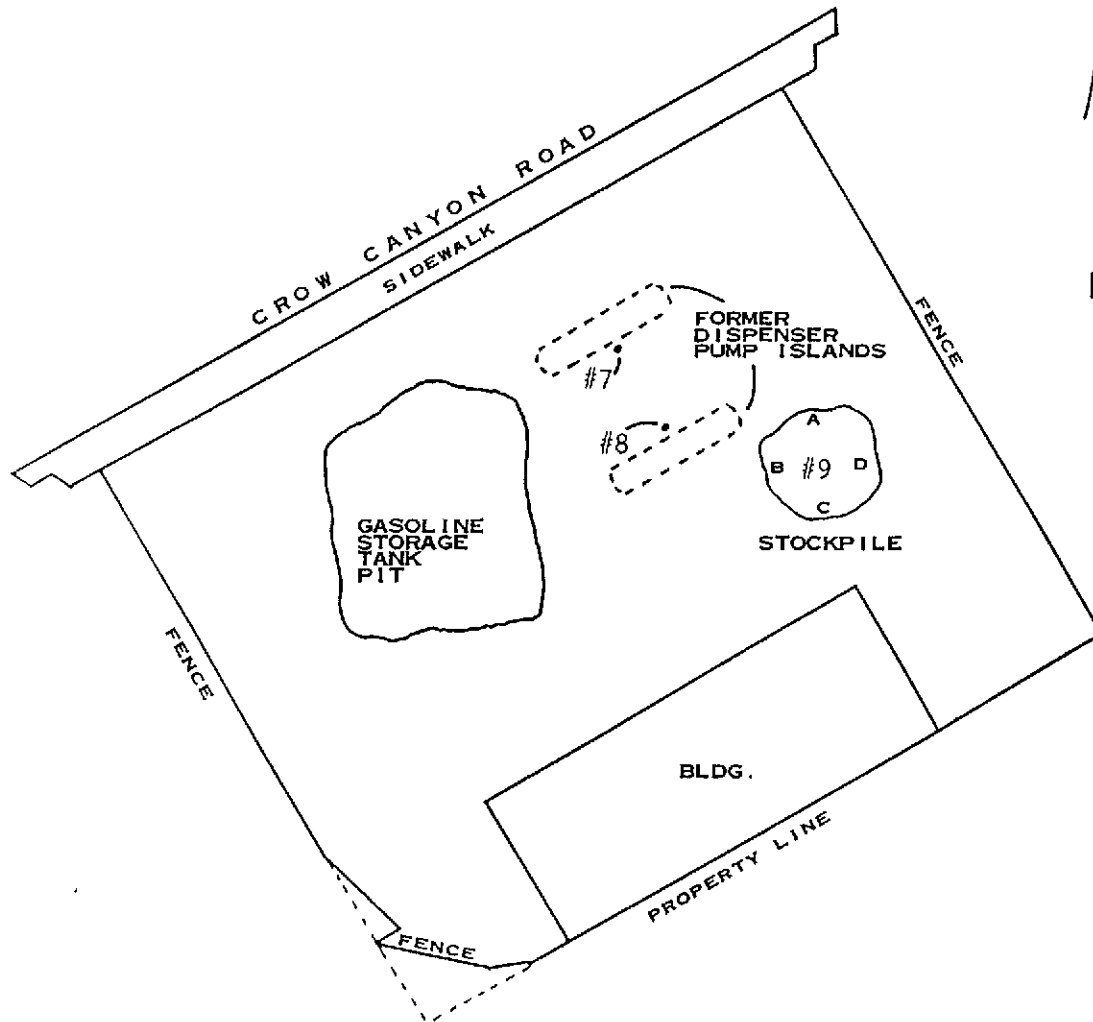 CROW CANYON ROAD
SIDEWALK
FORMER
DISPENSER
PUMP ISLANDS
FENCE
#7
#8
A
B #9 D
C
STOCKPILE
GASOLINE
STORAGE
TANK
PIT
FENCE
BLDG.
PROPERTY LINE
FENCE